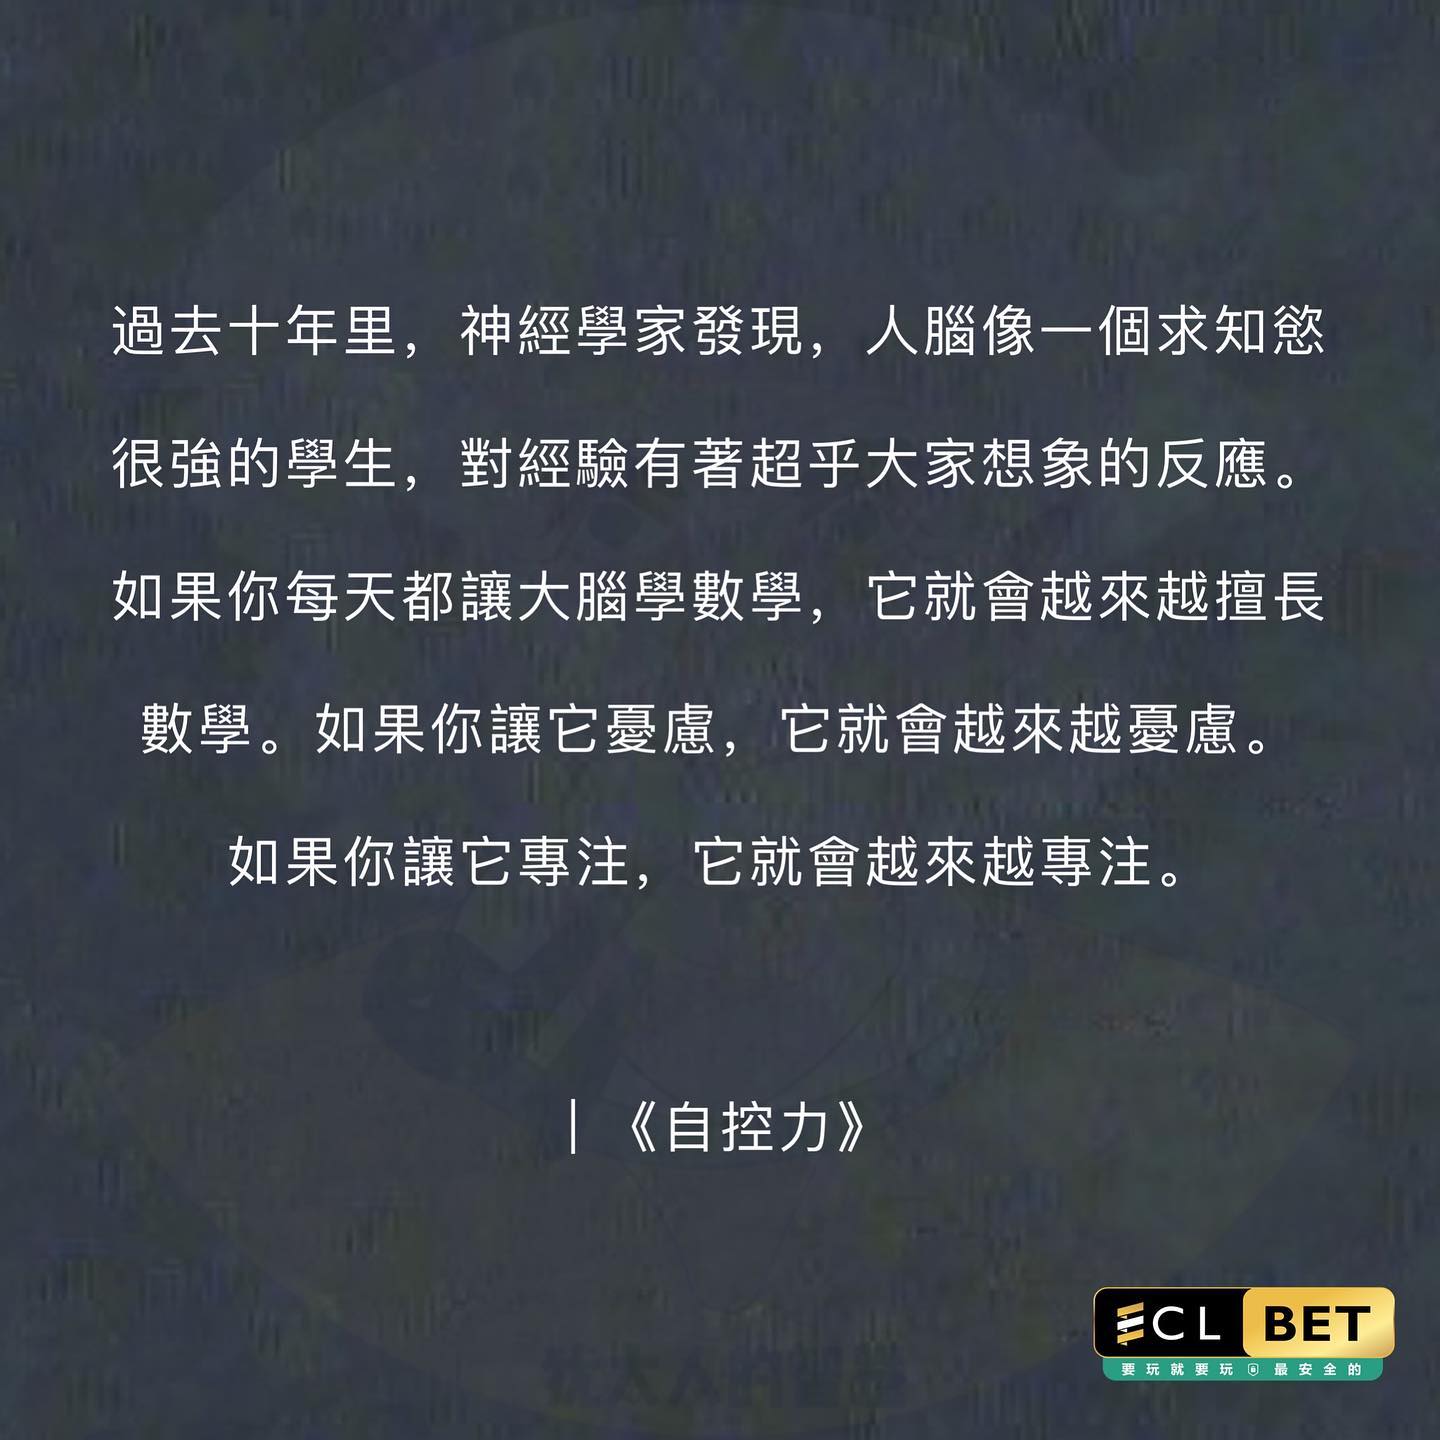 過去十年里，神經學家發現，人腦像一個求知慾
很強的學生，對經驗有著超乎大家想象的反應。
如果你每天都讓大腦學數學，它就會越來越擅長
數學。如果你讓它憂慮，它就會越來越憂慮。
如果你讓它專注，它就會越來越專注。
｜《自控力》
ECLBET
要玩就要玩 最安全的